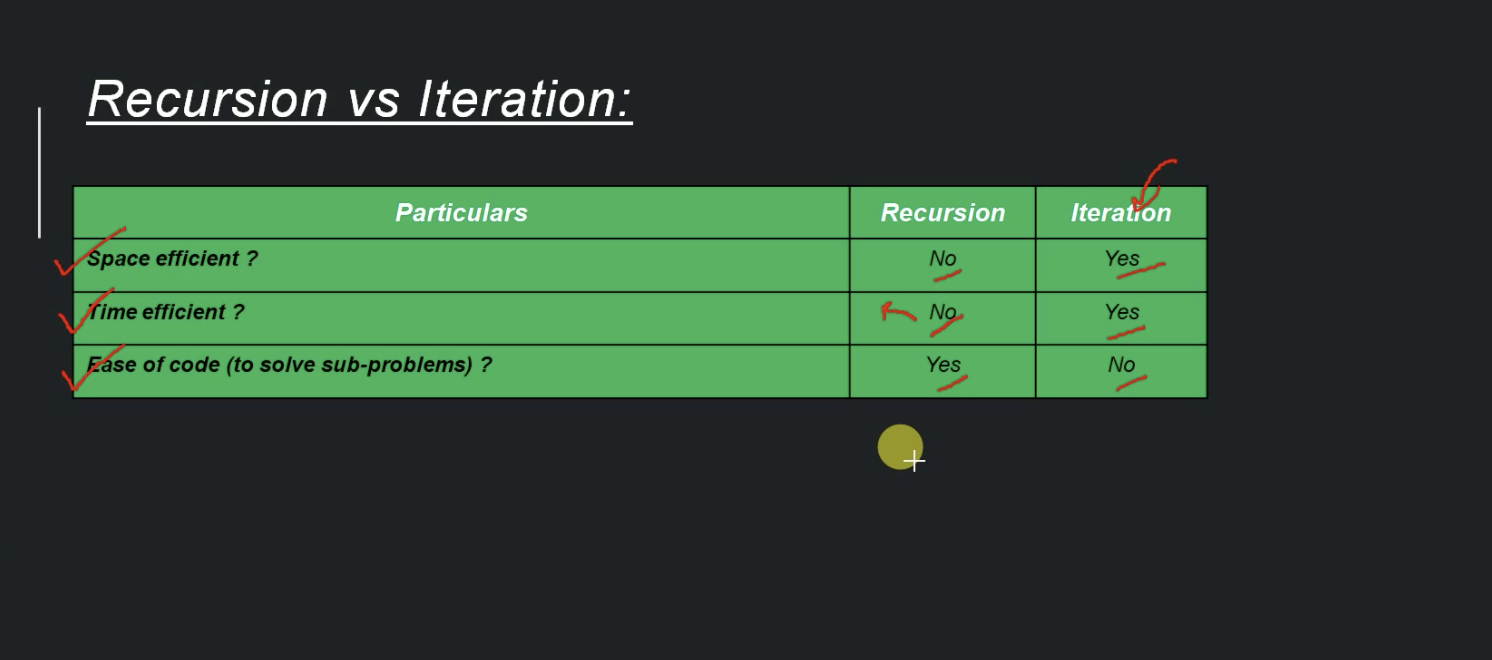 Recursion vs Iteration:
Particulars Recursion Iteration
Space efficient ? No Yes
Time efficient ? No Yes
Ease of code (to solve sub-problems) ? Yes No